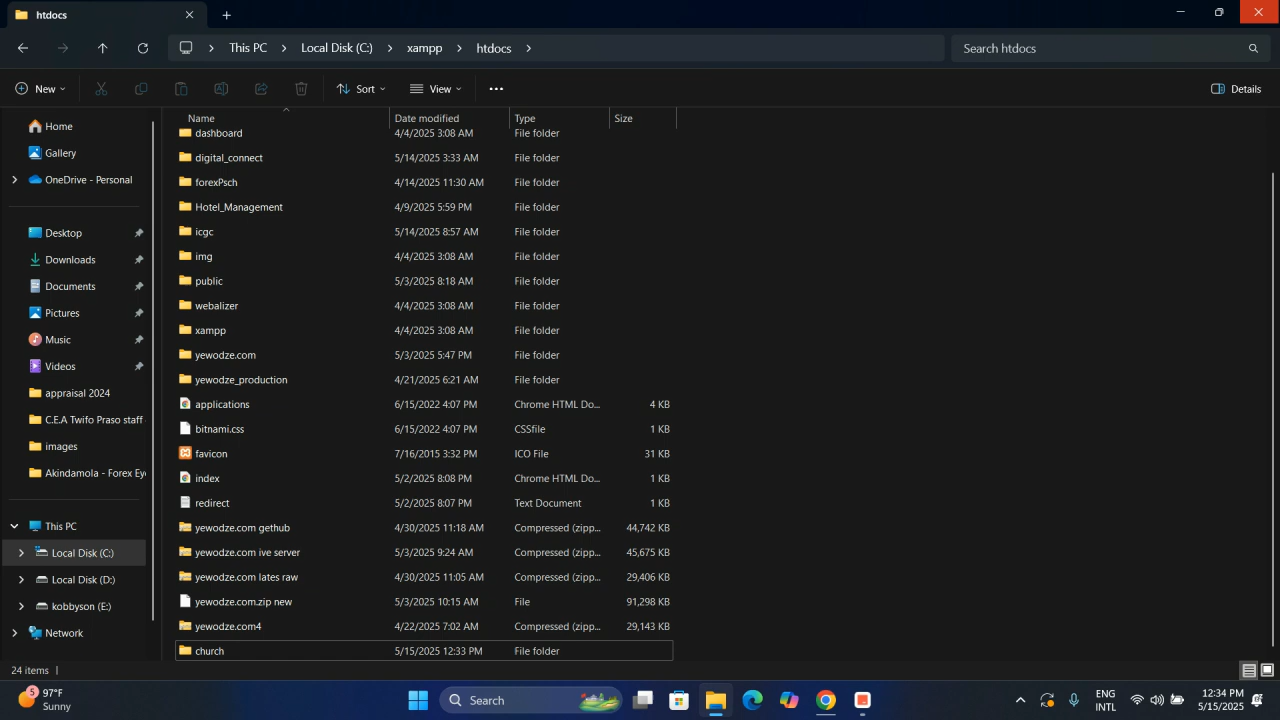 htdocs
This PC Local Disk (C:) xampp htdocs Search htdocs
New Sort View Details
Name Date modified Type Size
Home
Gallery
OneDrive - Personal
Desktop
Downloads
Documents
Pictures
Music
Videos
appraisal 2024
C.E.A Twifo Praso staff
images
Akindamola - Forex Ey
This PC
Local Disk (C:)
Local Disk (D:)
kobbyson (E:)
Network
dashboard 4/4/2025 3:08 AM File folder
digital_connect 5/14/2025 3:33 AM File folder
forexPsch 4/14/2025 11:30 AM File folder
Hotel_Management 4/9/2025 5:59 PM File folder
icgc 5/14/2025 8:57 AM File folder
img 4/4/2025 3:08 AM File folder
public 5/3/2025 8:18 AM File folder
webalizer 4/4/2025 3:08 AM File folder
xampp 4/4/2025 3:08 AM File folder
yewodze.com 5/3/2025 5:47 PM File folder
yewodze_production 4/21/2025 6:21 AM File folder
applications 6/15/2022 4:07 PM Chrome HTML Do... 4 KB
bitnami.css 6/15/2022 4:07 PM CSSfile 1 KB
favicon 7/16/2015 3:32 PM ICO File 31 KB
index 5/2/2025 8:08 PM Chrome HTML Do... 1 KB
redirect 5/2/2025 8:07 PM Text Document 1 KB
yewodze.com gethub 4/30/2025 11:18 AM Compressed (zipp... 44,742 KB
yewodze.com ive server 5/3/2025 9:24 AM Compressed (zipp... 45,675 KB
yewodze.com lates raw 4/30/2025 11:05 AM Compressed (zipp... 29,406 KB
yewodze.com.zip new 5/3/2025 10:15 AM File 91,298 KB
yewodze.com4 4/22/2025 7:02 AM Compressed (zipp... 29,143 KB
church 5/15/2025 12:33 PM File folder
24 items
5 97°F
Sunny
Search
ENG
INTL
12:34 PM
5/15/2025